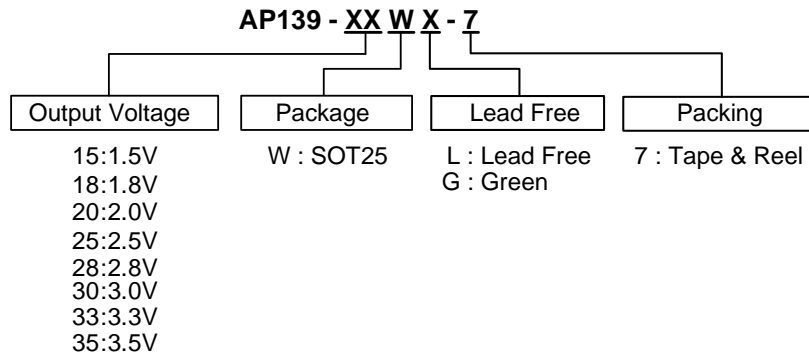 AP139 - XX W X - 7
Output Voltage Package Lead Free Packing
15:1.5V W : SOT25 L : Lead Free 7 : Tape & Reel
18:1.8V G : Green
20:2.0V
25:2.5V
28:2.8V
30:3.0V
33:3.3V
35:3.5V